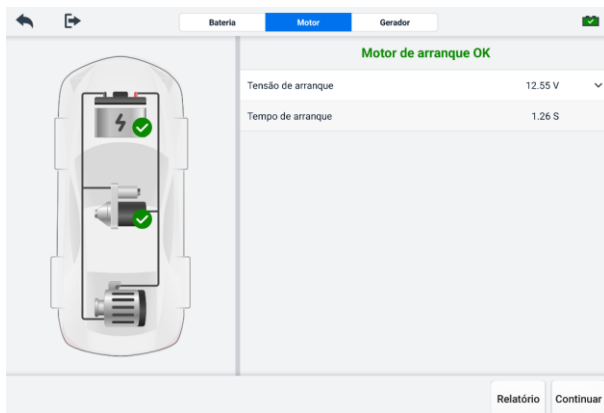 Bateria Motor Gerador
Motor de arranque OK
Tensão de arranque 12.55 V
Tempo de arranque 1.26 S
Relatório Continuar